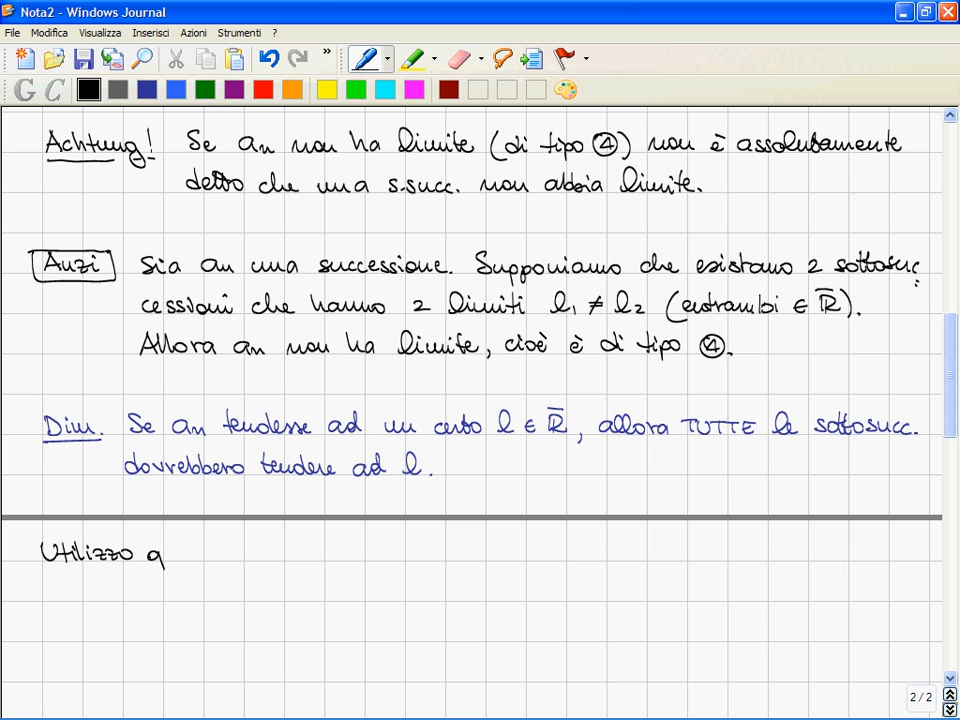 Nota2 - Windows Journal
File Modifica Visualizza Inserisci Azioni Strumenti ?
»
G C
Achtung! Se an non ha limite (di tipo ④) non è assolutamente
detto che una s.succ. non abbia limite.
Anzi Sia an una successione. Supponiamo che esistano 2 sottosuc
cessioni che hanno 2 limiti l₁ ≠ l₂ (entrambi ∈ R̅).
Allora an non ha limite, cioè è di tipo ④.
Dim. Se an tendesse ad un certo l ∈ R̅, allora TUTTE le sottosucc.
dovrebbero tendere ad l.
Utilizzo q
2 / 2